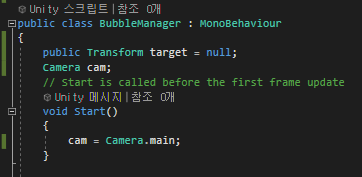 Unity 스크립트|참조 0개
public class BubbleManager : MonoBehaviour
{
public Transform target = null;
Camera cam;
// Start is called before the first frame update
Unity 메시지|참조 0개
void Start()
{
cam = Camera.main;
}